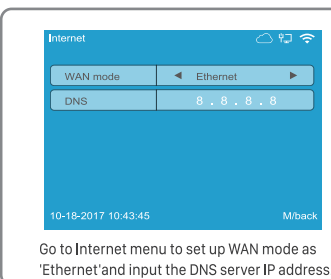 Internet
WAN mode ◄ Ethernet ►
DNS 8 . 8 . 8 . 8
10-18-2017 10:43:45 M/back
Go to Internet menu to set up WAN mode as
'Ethernet'and input the DNS server IP address.